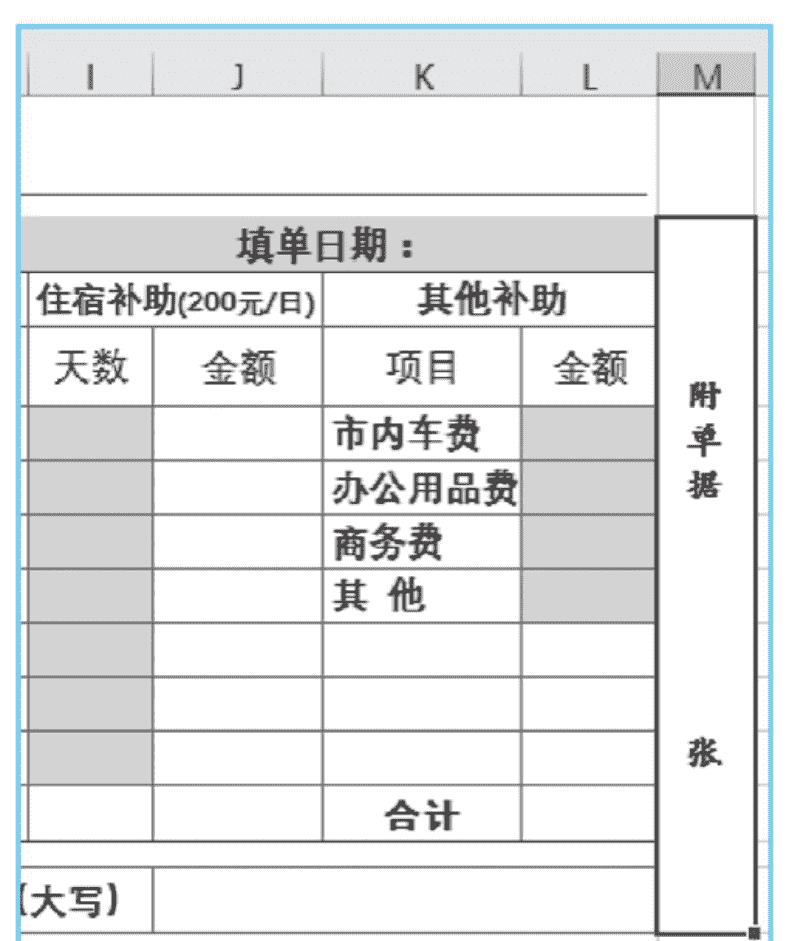 I J K L M
填单日期：
住宿补助(200元/日) 其他补助
天数 金额 项目 金额
市内车费
办公用品费
商务费
其 他
合计
（大写）
附
单
据
张